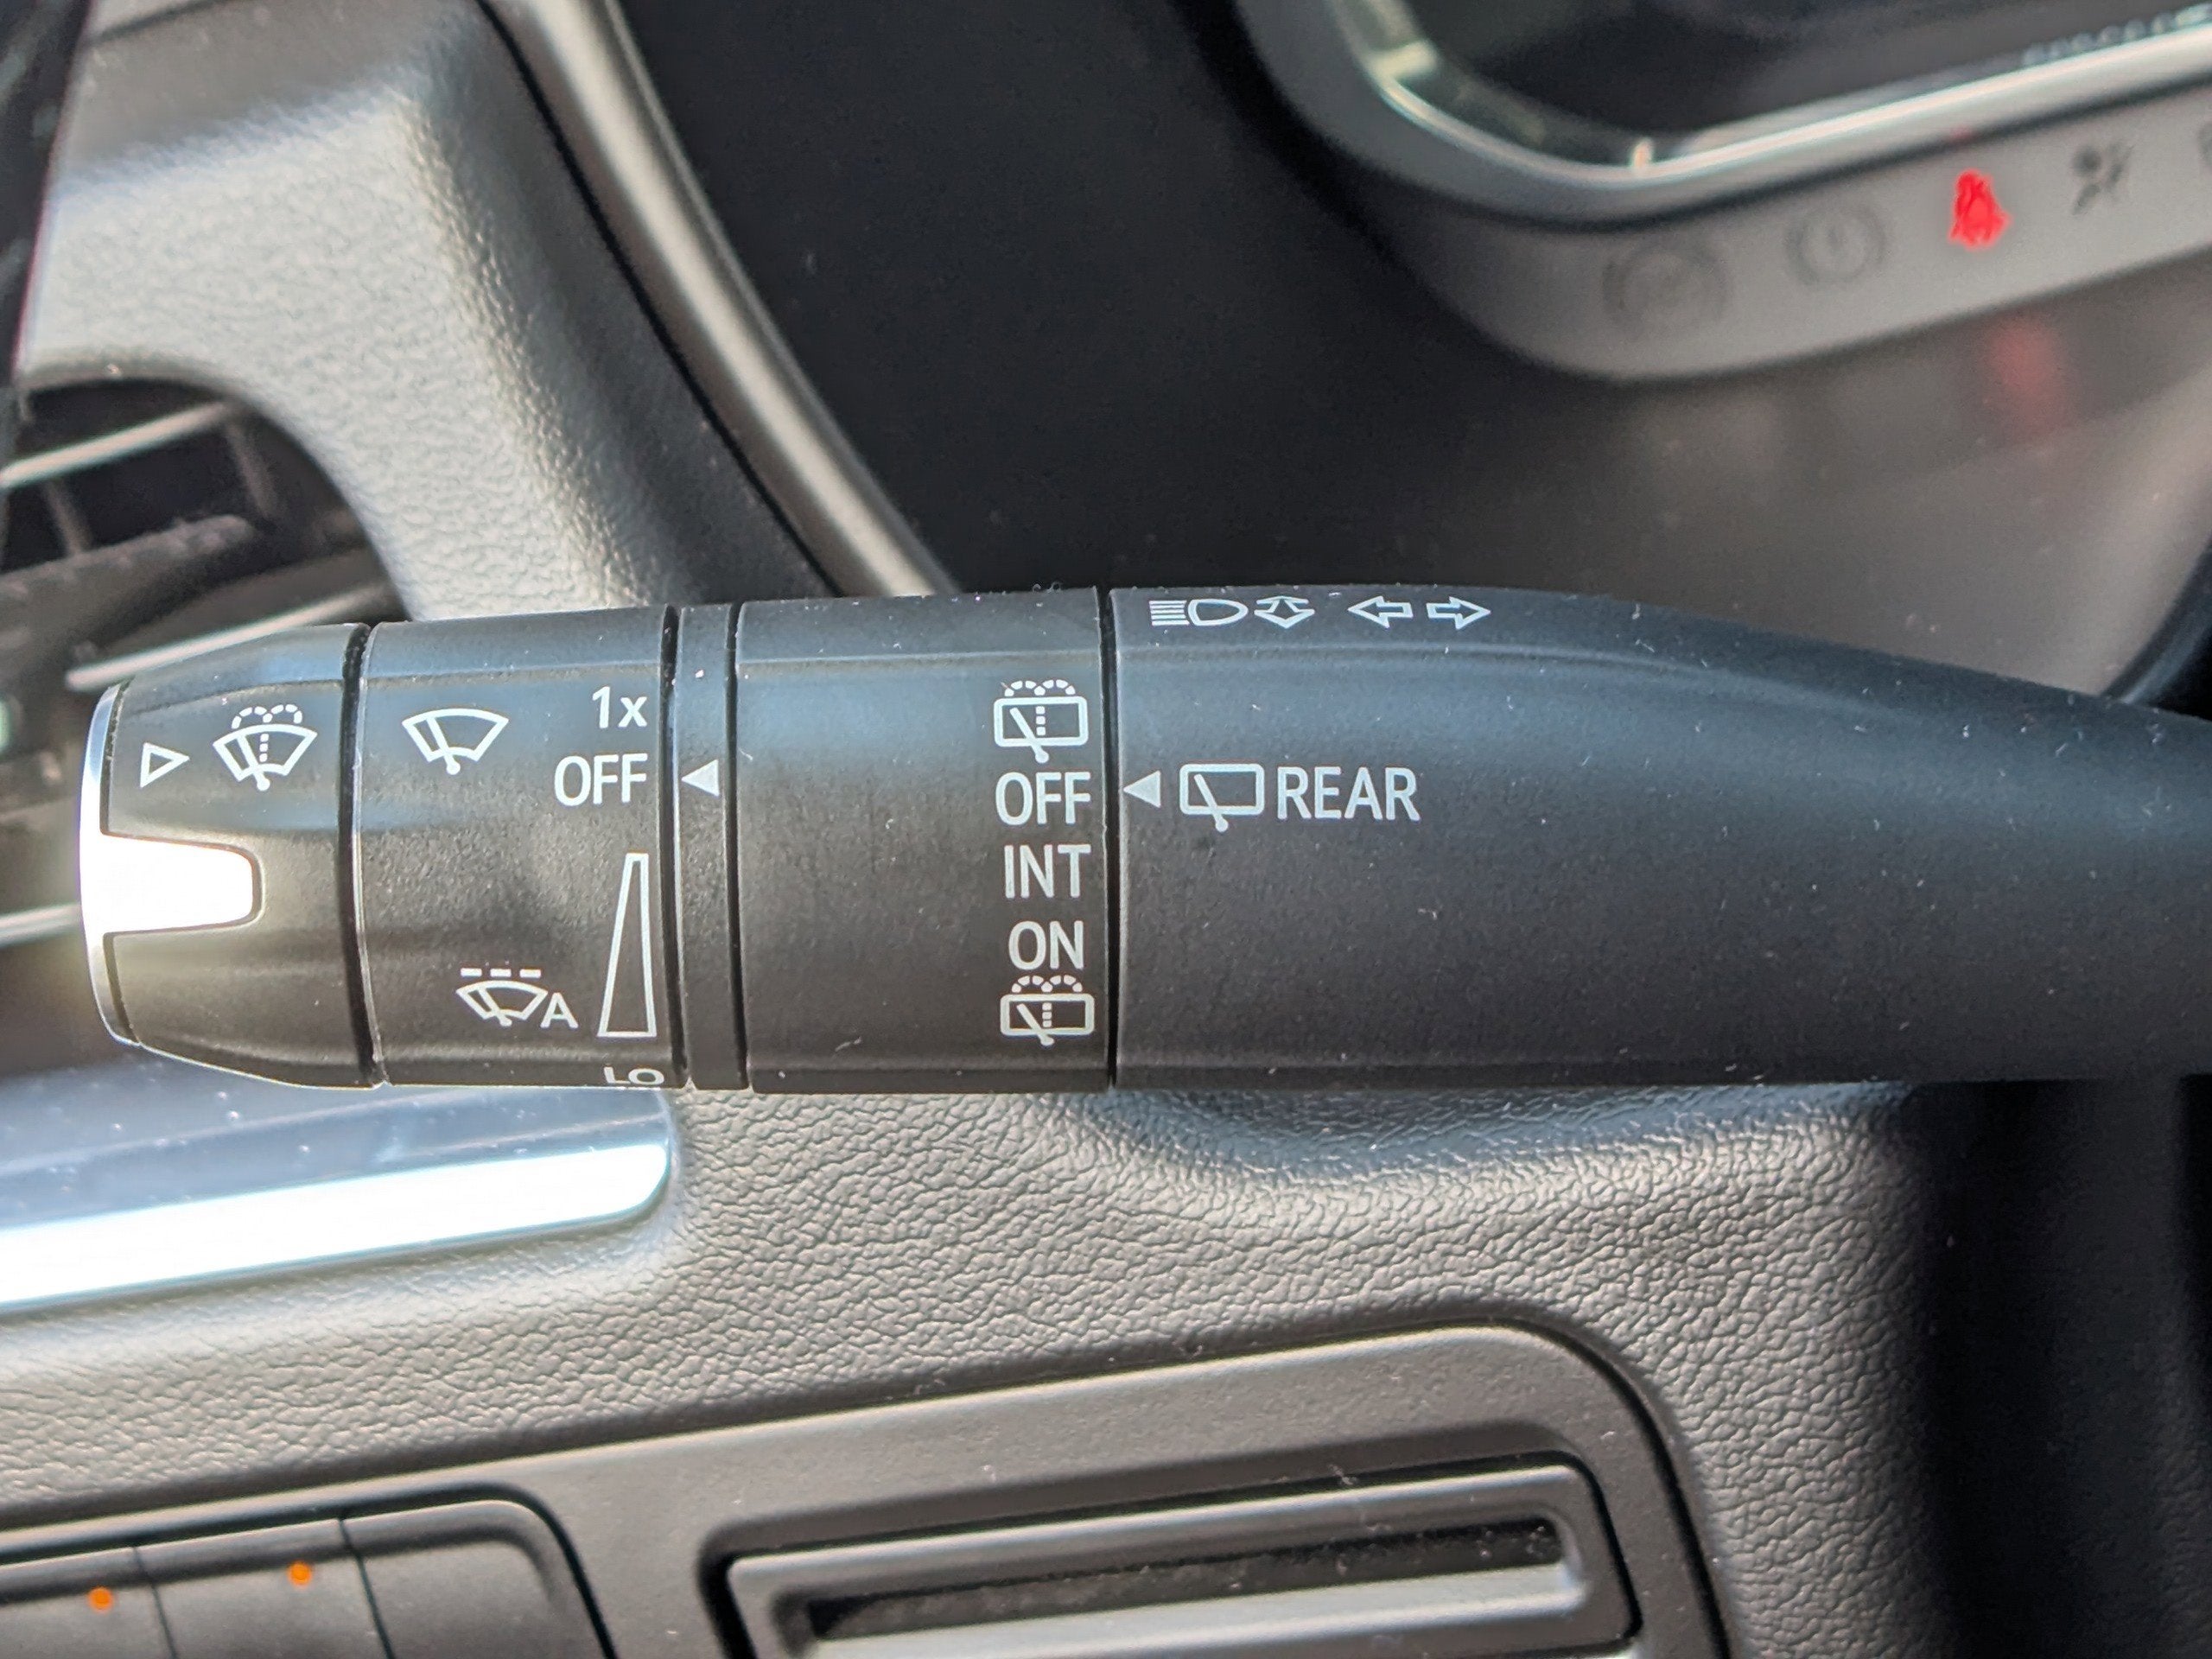 1x
OFF
A
LO
OFF
INT
ON
REAR